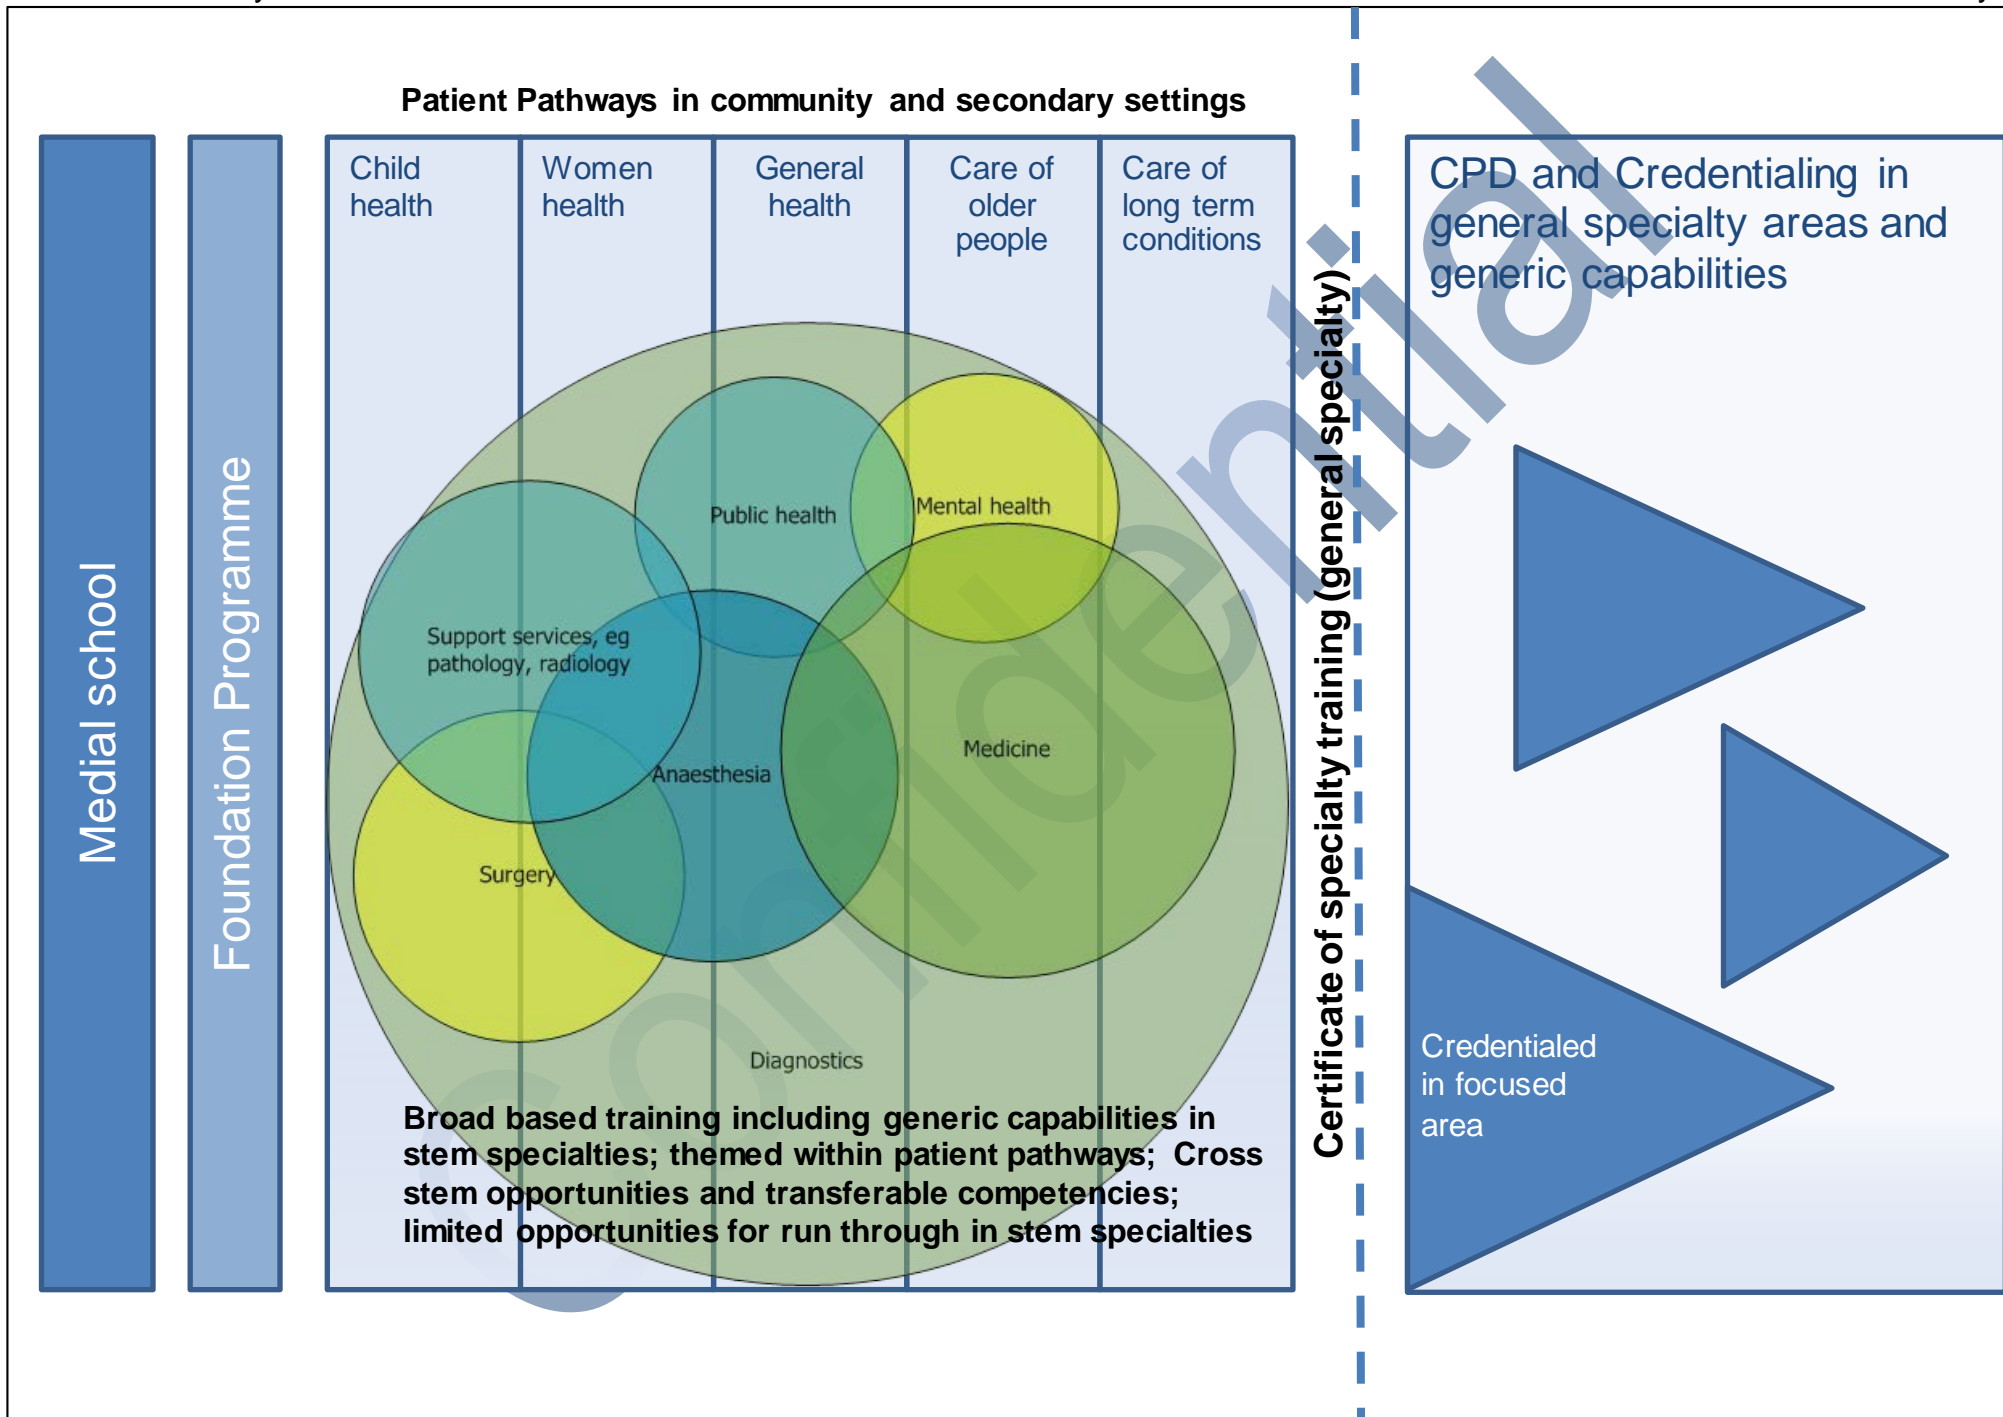 Patient Pathways in community and secondary settings
Medial school
Foundation Programme
Child
health
Women
health
General
health
Care of
older
people
Care of
long term
conditions
Public health
Mental health
Support services, eg
pathology, radiology
Anaesthesia
Medicine
Surgery
Diagnostics
Broad based training including generic capabilities in
stem specialties; themed within patient pathways; Cross
stem opportunities and transferable competencies;
limited opportunities for run through in stem specialties
Certificate of specialty training (general specialty)
CPD and Credentialing in
general specialty areas and
generic capabilities
Credentialed
in focused
area
Confidential